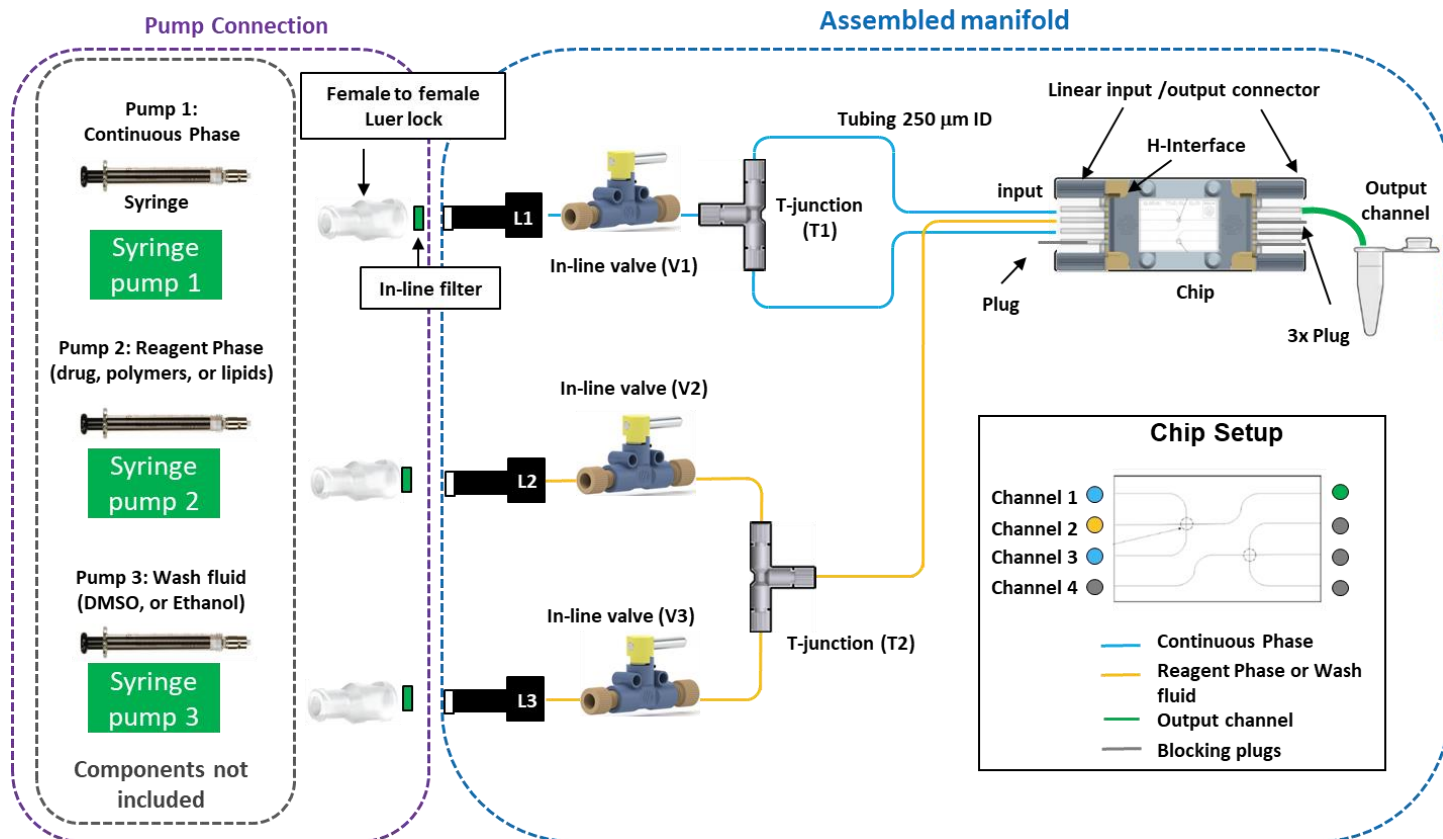 Pump Connection
Assembled manifold
Pump 1:
Continuous Phase
Syringe
Syringe
pump 1
Pump 2: Reagent Phase
(drug, polymers, or lipids)
Syringe
pump 2
Pump 3: Wash fluid
(DMSO, or Ethanol)
Syringe
pump 3
Components not
included
Female to female
Luer lock
In-line filter
L1
In-line valve (V1)
T-junction
(T1)
Tubing 250 µm ID
Linear input /output connector
H-Interface
input
Output
channel
Plug
Chip
3x Plug
L2
In-line valve (V2)
L3
In-line valve (V3)
T-junction (T2)
Chip Setup
Channel 1
Channel 2
Channel 3
Channel 4
Continuous Phase
Reagent Phase or Wash
fluid
Output channel
Blocking plugs